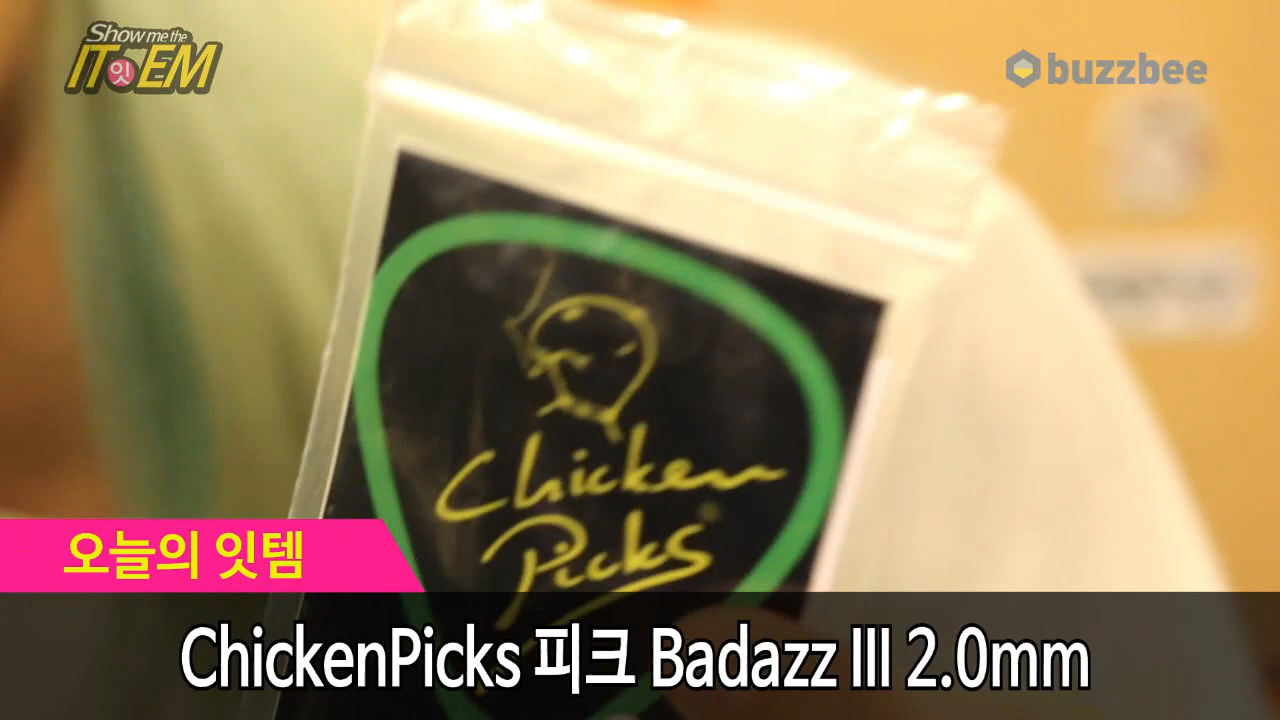 Show me the
IT잇EM
buzzbee
Chicken
Picks
오늘의 잇템
ChickenPicks 피크 Badazz III 2.0mm